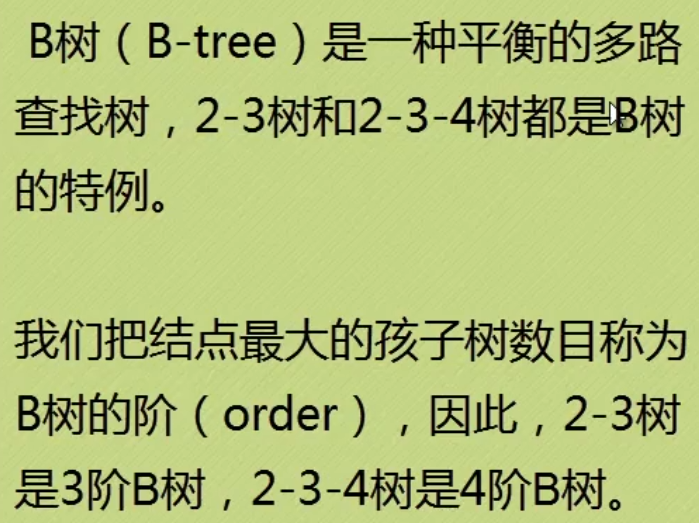 B树（B-tree）是一种平衡的多路
查找树，2-3树和2-3-4树都是B树
的特例。
我们把结点最大的孩子树数目称为
B树的阶（order），因此，2-3树
是3阶B树，2-3-4树是4阶B树。